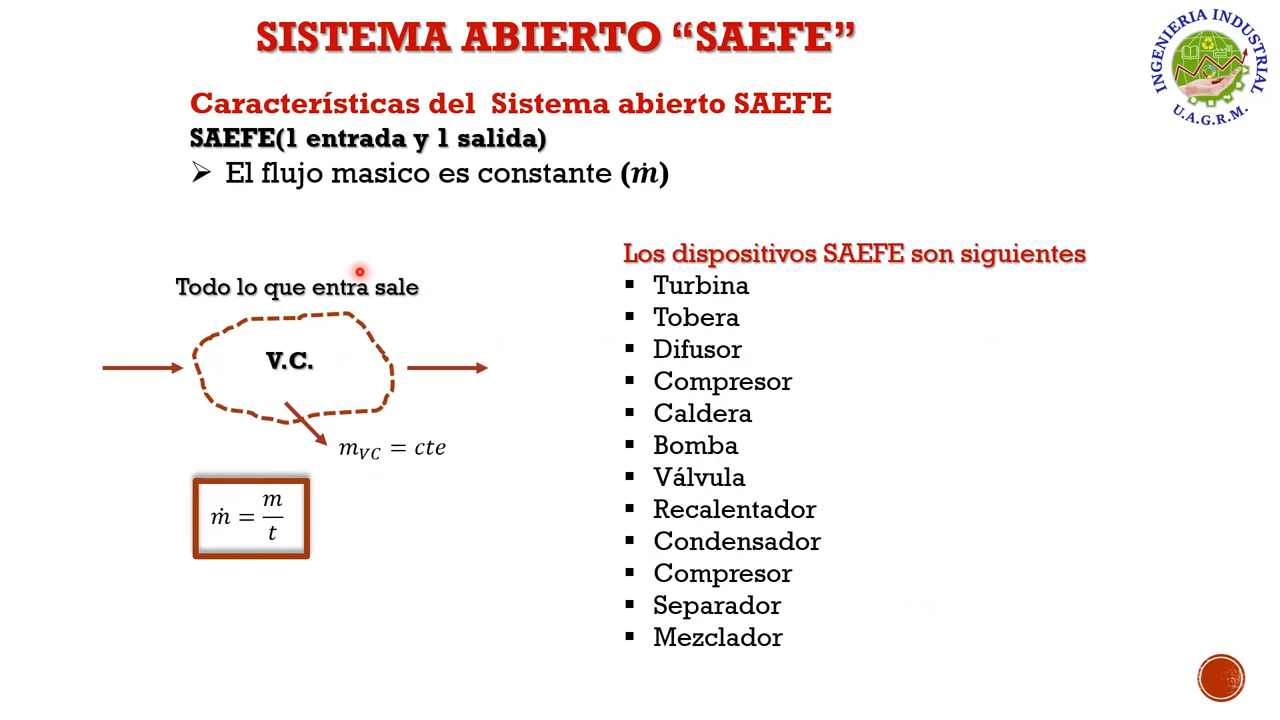 SISTEMA ABIERTO “SAEFE”
INGENIERIA INDUSTRIAL
U.A.G.R.M.
Características del Sistema abierto SAEFE
SAEFE(1 entrada y 1 salida)
➢ El flujo masico es constante (ṁ)
Todo lo que entra sale
V.C.
m_VC = cte
ṁ = m/t
Los dispositivos SAEFE son siguientes
▪ Turbina
▪ Tobera
▪ Difusor
▪ Compresor
▪ Caldera
▪ Bomba
▪ Válvula
▪ Recalentador
▪ Condensador
▪ Compresor
▪ Separador
▪ Mezclador